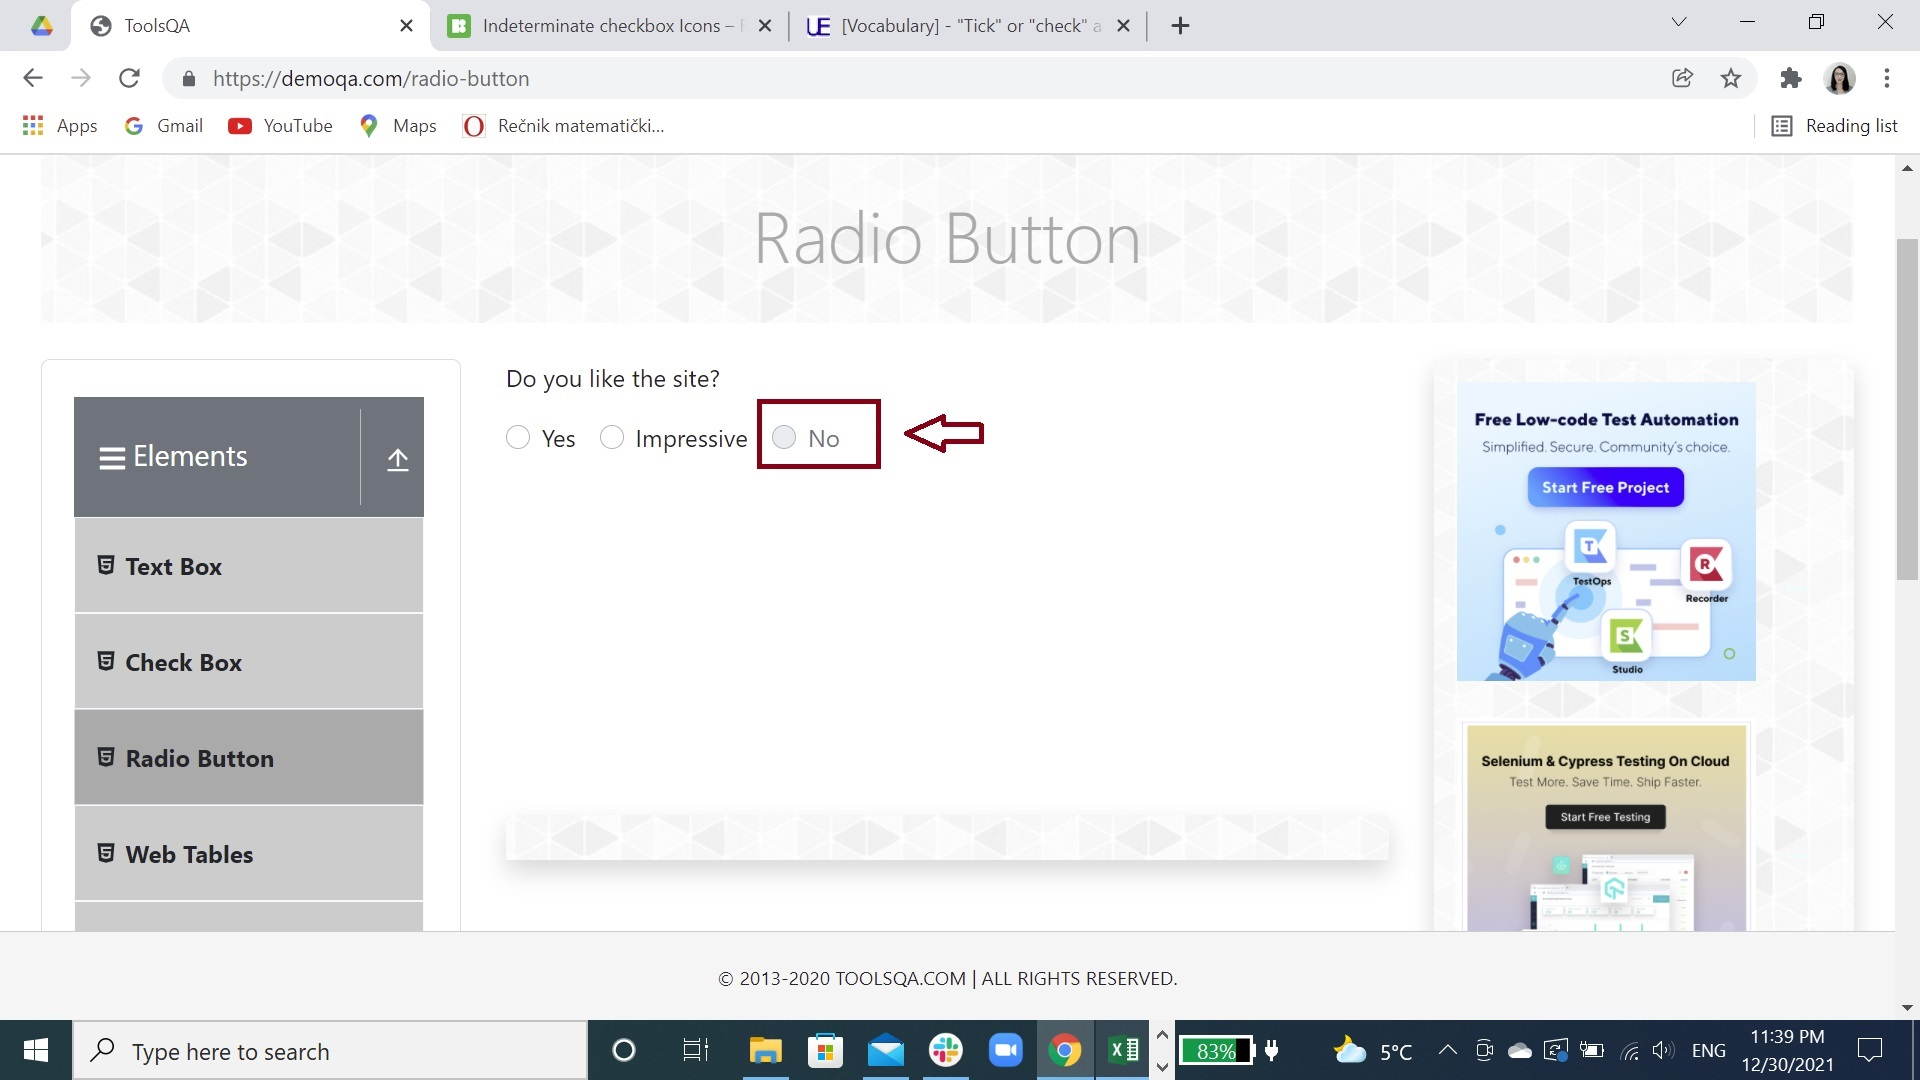 ToolsQA
Indeterminate checkbox Icons –
[Vocabulary] - "Tick" or "check" a
https://demoqa.com/radio-button
Apps
Gmail
YouTube
Maps
Rečnik matematički...
Reading list
Radio Button
Elements
Text Box
Check Box
Radio Button
Web Tables
Do you like the site?
Yes
Impressive
No
Free Low-code Test Automation
Simplified. Secure. Community's choice.
Start Free Project
TestOps
Recorder
Studio
Selenium & Cypress Testing On Cloud
Test More. Save Time. Ship Faster.
Start Free Testing
© 2013-2020 TOOLSQA.COM | ALL RIGHTS RESERVED.
Type here to search
83%
5°C
ENG
11:39 PM
12/30/2021